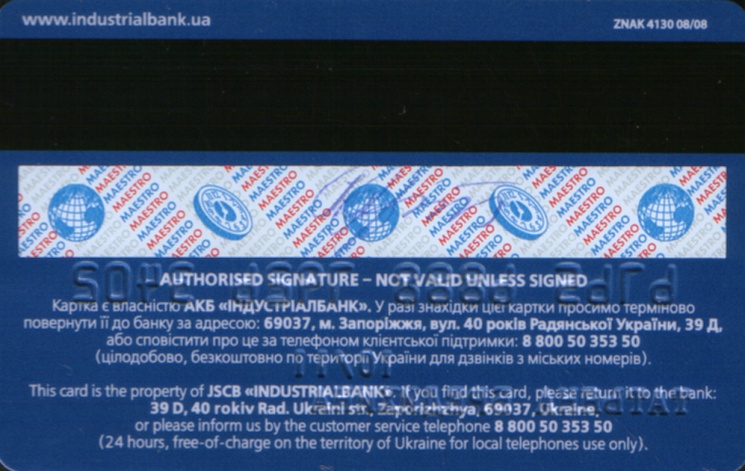 www.industrialbank.ua
ZNAK 4130 08/08
MAESTRO MAESTRO MAESTRO MAESTRO MAESTRO
AUTHORISED SIGNATURE – NOT VALID UNLESS SIGNED
Картка є власністю АКБ «ІНДУСТРІАЛБАНК». У разі знахідки цієї картки просимо терміново
повернути її до банку за адресою: 69037, м. Запоріжжя, вул. 40 років Радянської України, 39 Д,
або сповістити про це за телефоном клієнтської підтримки: 8 800 50 353 50
(цілодобово, безкоштовно по території України для дзвінків з міських номерів).
This card is the property of JSCB «INDUSTRIALBANK». If you find this card, please return it to the bank:
39 D, 40 rokiv Rad. Ukraini str., Zaporizhzhya, 69037, Ukraine,
or please inform us by the customer service telephone 8 800 50 353 50
(24 hours, free-of-charge on the territory of Ukraine for local telephones use only).